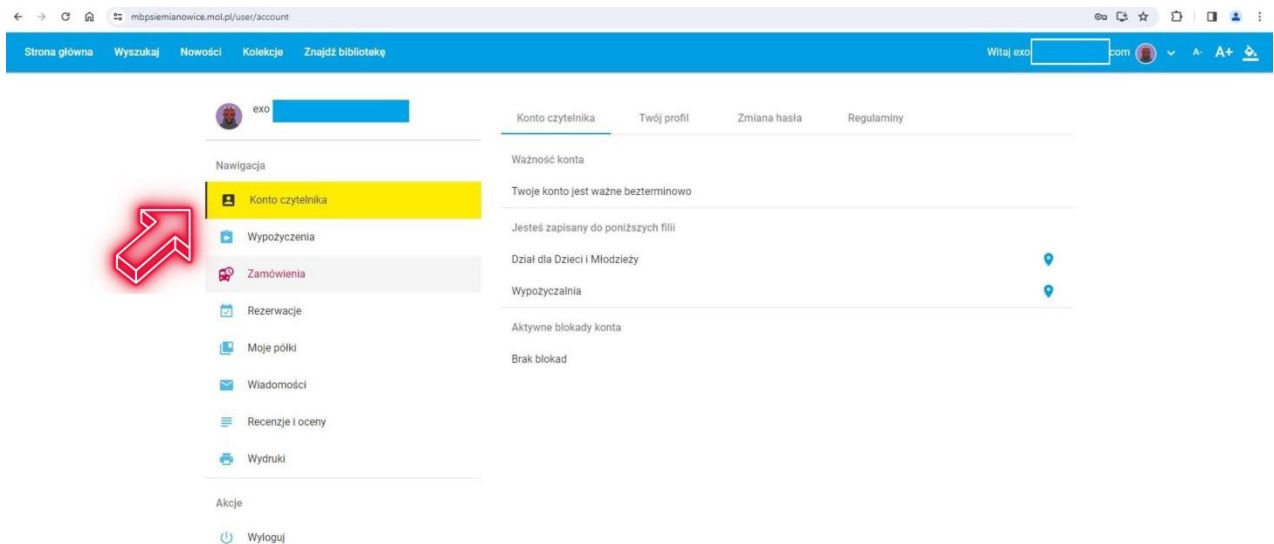 mbpsiemianowice.mol.pl/user/account
Strona główna Wyszukaj Nowości Kolekcje Znajdź bibliotekę Witaj exo com A- A+
exo
Nawigacja
Konto czytelnika
Wypożyczenia
Zamówienia
Rezerwacje
Moje półki
Wiadomości
Recenzje i oceny
Wydruki
Akcje
Wyloguj
Konto czytelnika Twój profil Zmiana hasła Regulaminy
Ważność konta
Twoje konto jest ważne bezterminowo
Jesteś zapisany do poniższych filii
Dział dla Dzieci i Młodzieży
Wypożyczalnia
Aktywne blokady konta
Brak blokad